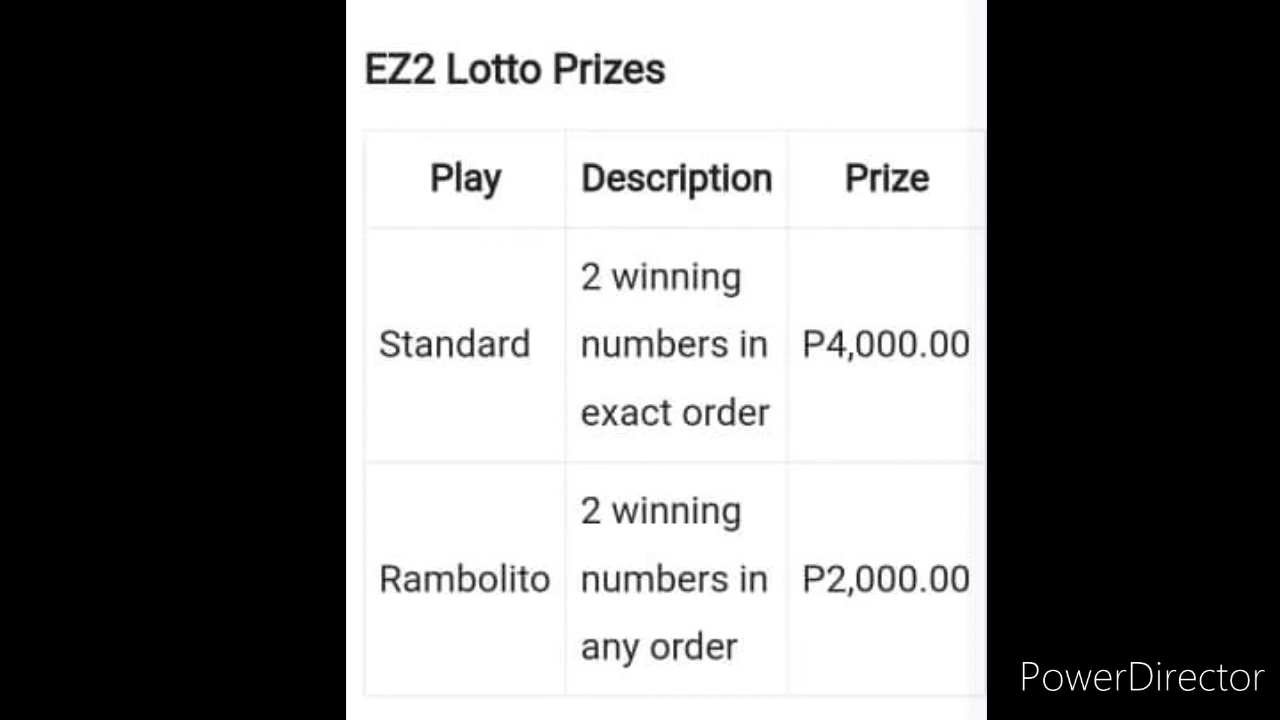 EZ2 Lotto Prizes
Play Description Prize
2 winning
Standard numbers in P4,000.00
exact order
2 winning
Rambolito numbers in P2,000.00
any order
PowerDirector